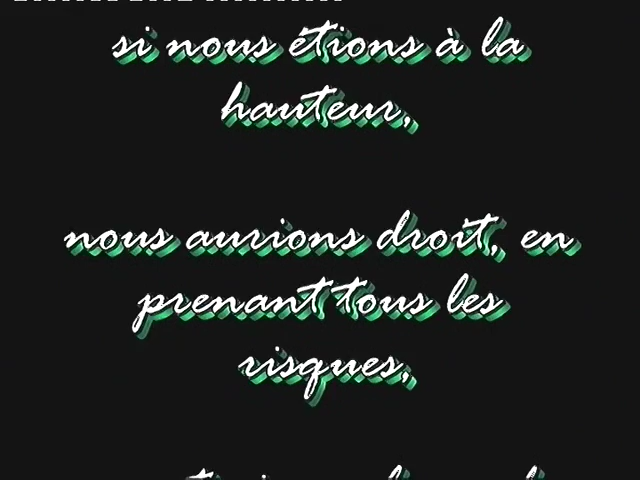 si nous étions à la
hauteur,
nous aurions droit, en
prenant tous les
risques,